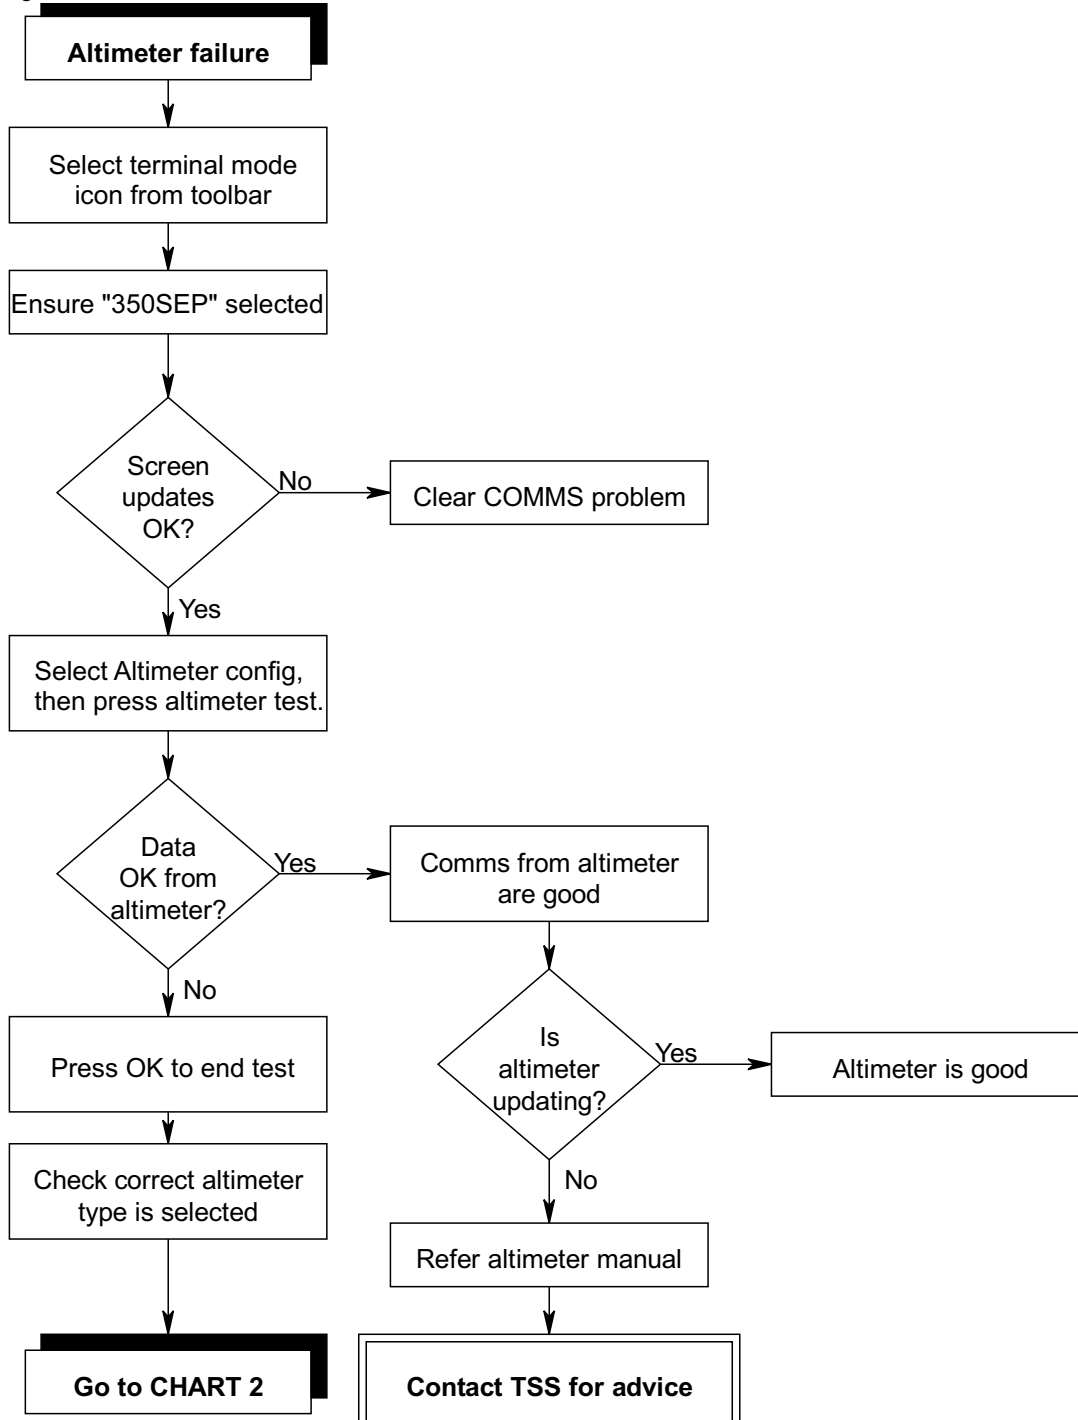 Altimeter failure
Select terminal mode
icon from toolbar
Ensure "350SEP" selected
Screen
updates
OK?
No
Clear COMMS problem
Yes
Select Altimeter config,
then press altimeter test.
Data
OK from
altimeter?
Yes
Comms from altimeter
are good
No
Press OK to end test
Is
altimeter
updating?
Yes
Altimeter is good
Check correct altimeter
type is selected
No
Refer altimeter manual
Go to CHART 2
Contact TSS for advice